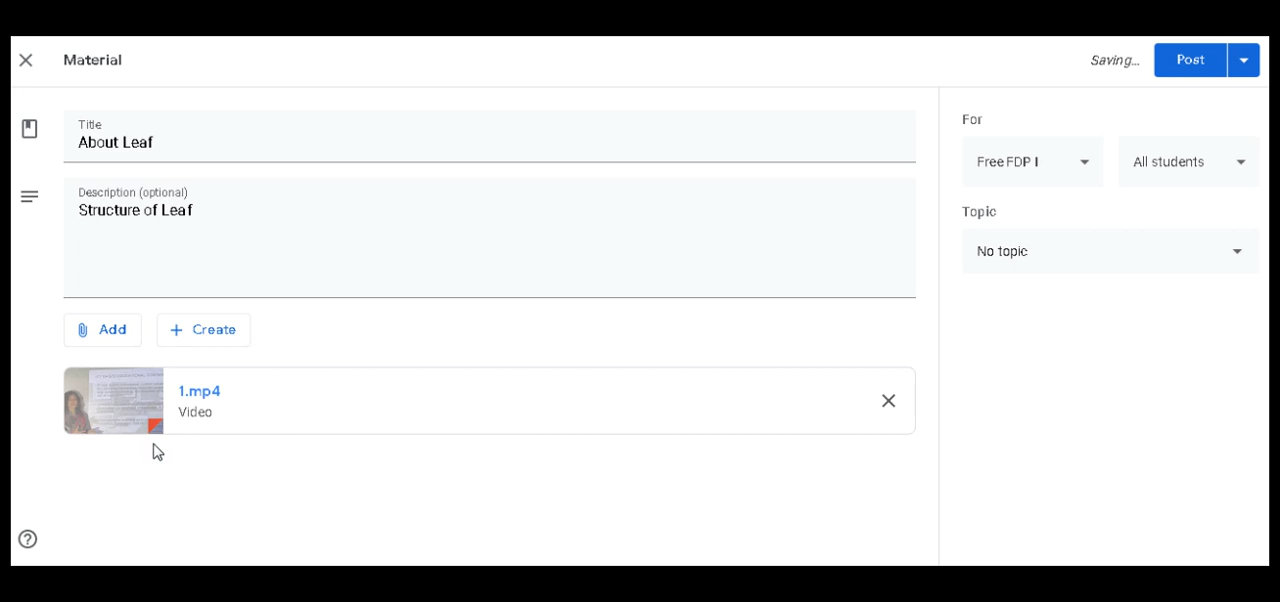 Material
Saving...
Post
Title
About Leaf
Description (optional)
Structure of Leaf
Add
Create
1.mp4
Video
For
Free FDP I
All students
Topic
No topic